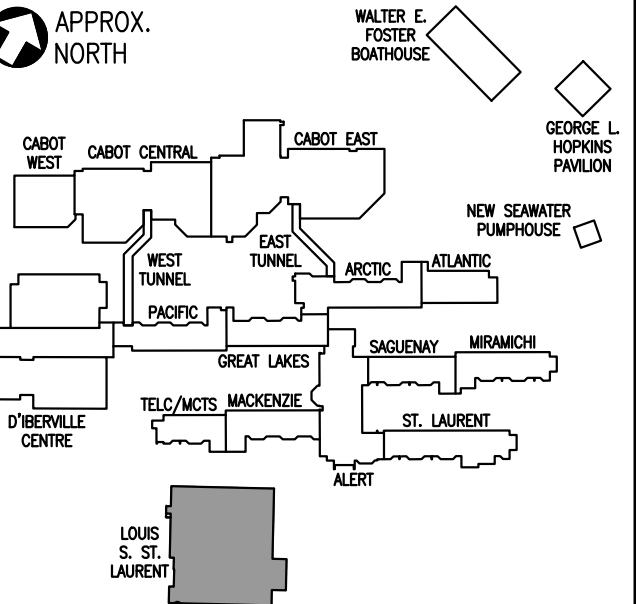 APPROX.
NORTH
WALTER E.
FOSTER
BOATHOUSE
GEORGE L.
HOPKINS
PAVILION
CABOT
WEST
CABOT CENTRAL
CABOT EAST
NEW SEAWATER
PUMPHOUSE
WEST
TUNNEL
EAST
TUNNEL
ARCTIC
ATLANTIC
PACIFIC
GREAT LAKES
SAGUENAY
MIRAMICHI
D'IBERVILLE
CENTRE
TELC/MCTS
MACKENZIE
ST. LAURENT
ALERT
LOUIS
S. ST.
LAURENT